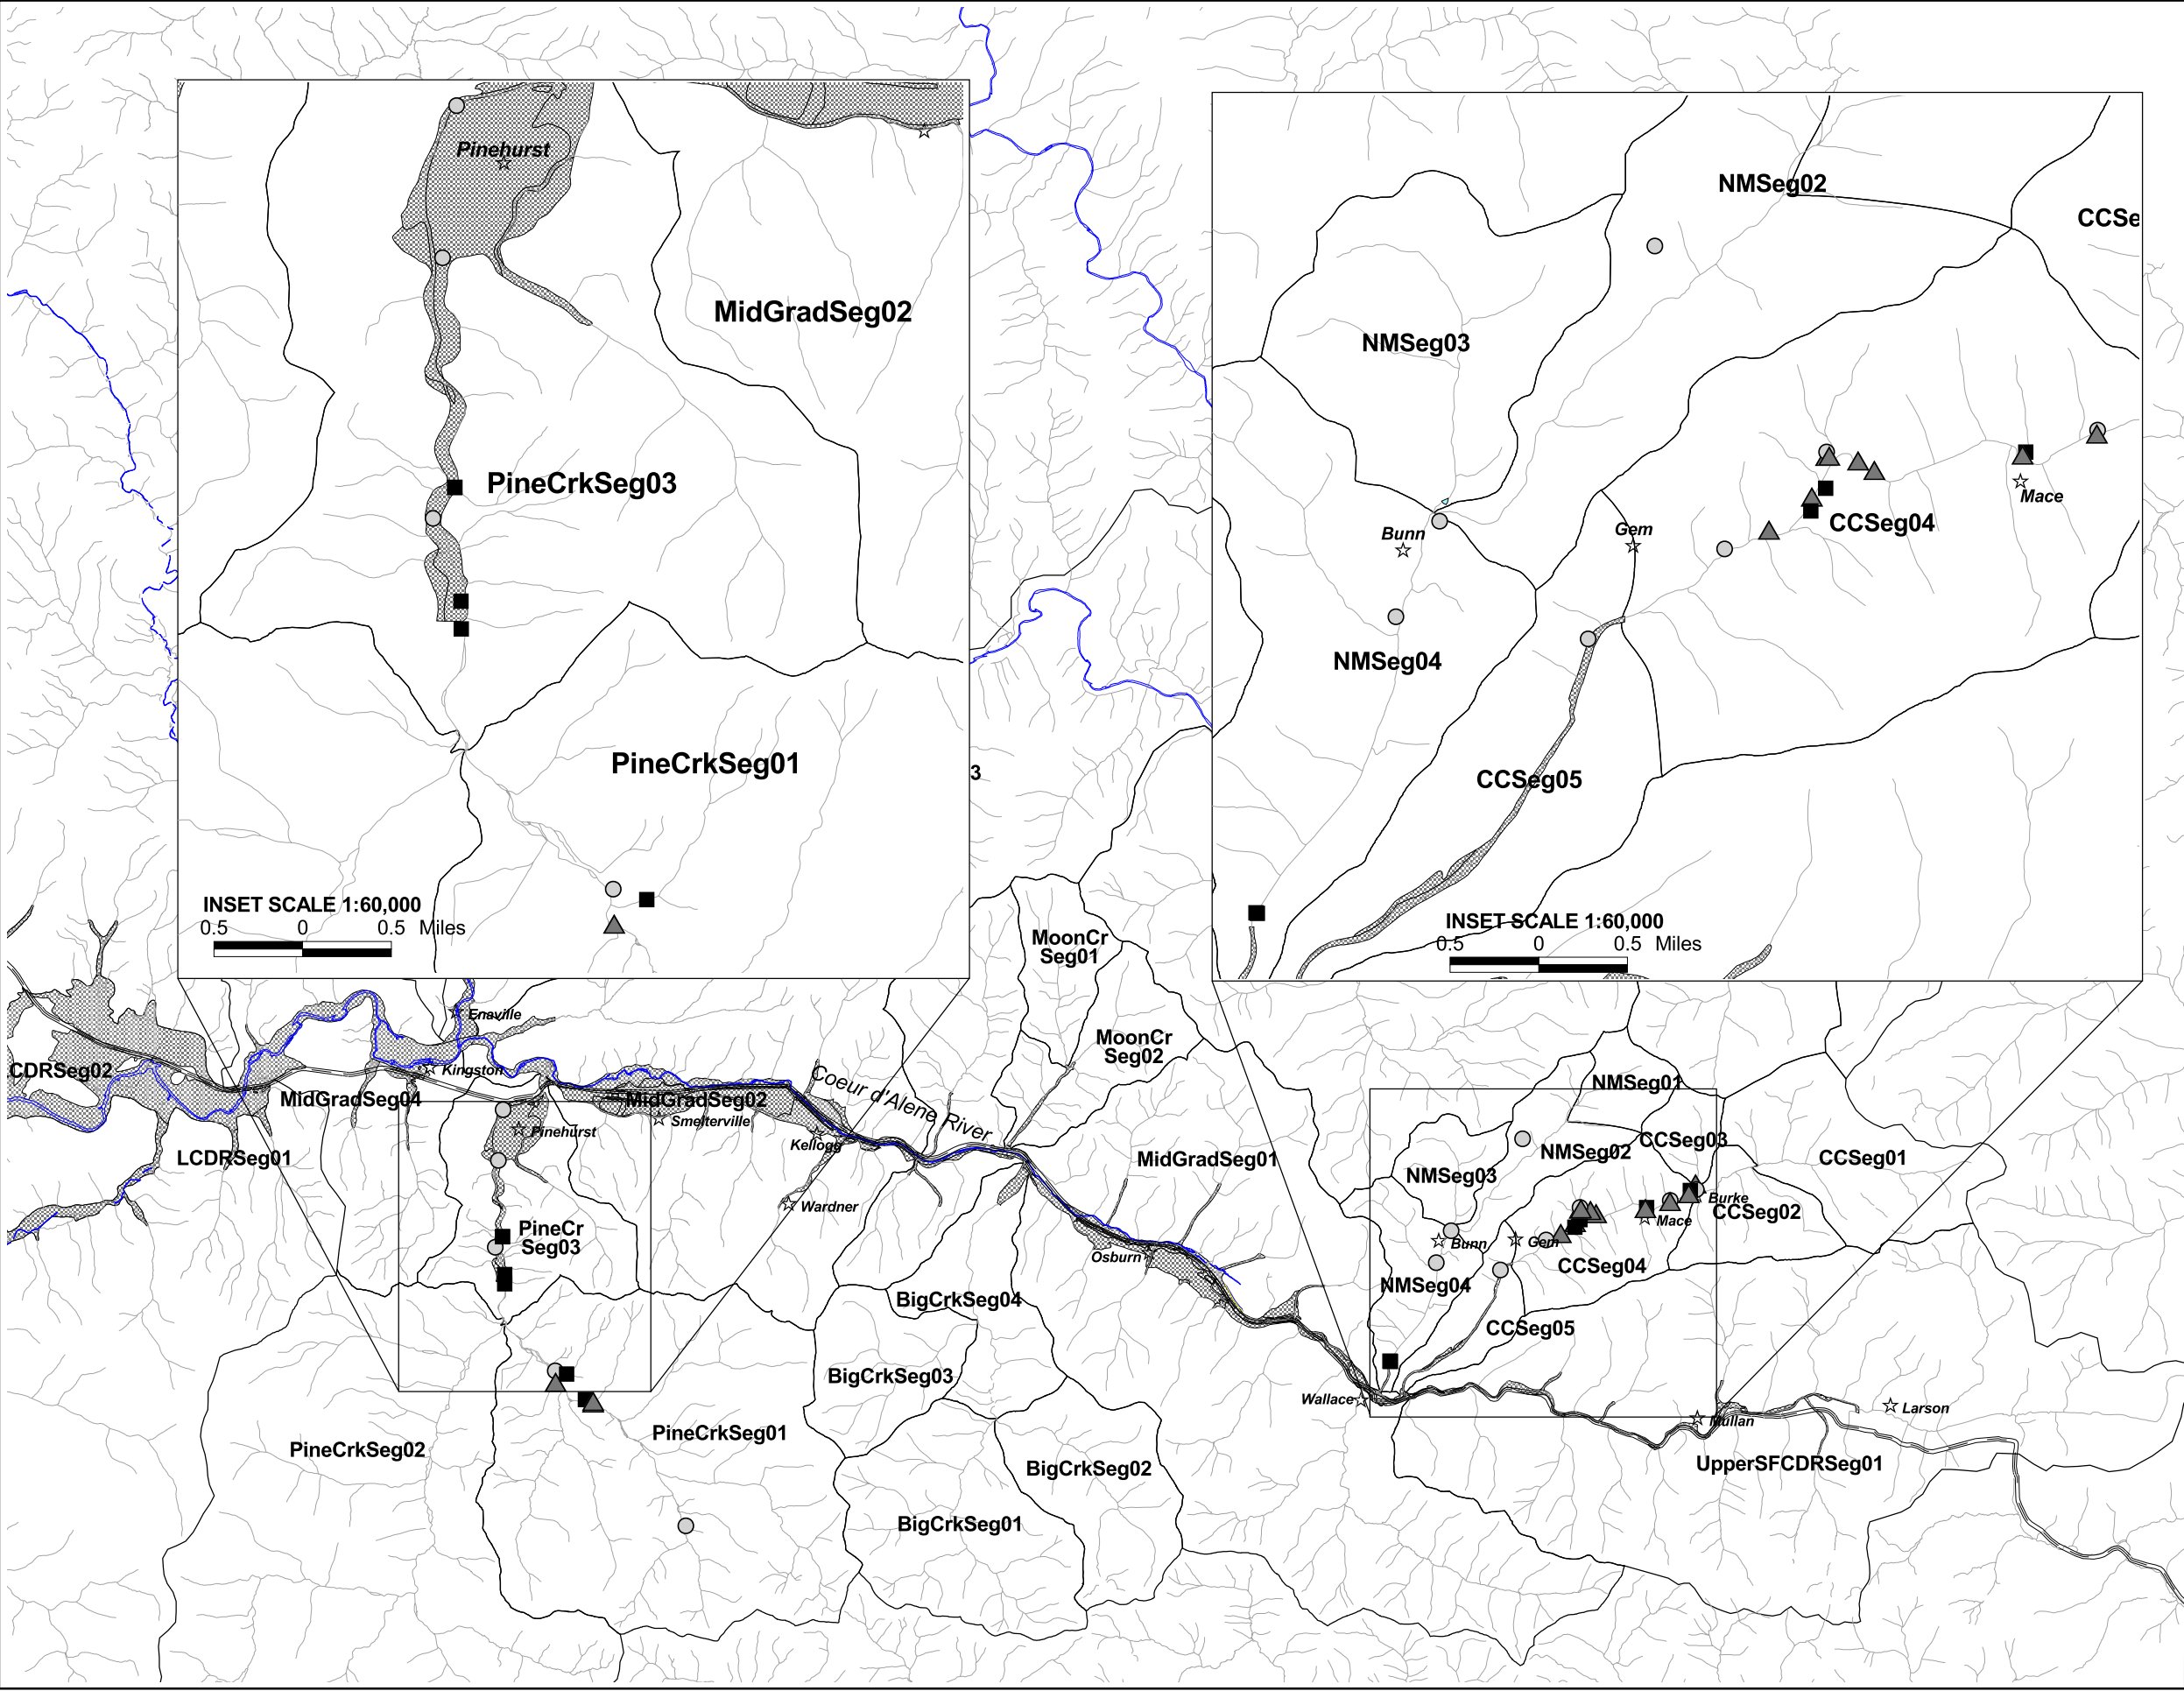 Pinehurst
MidGradSeg02
PineCrkSeg03
PineCrkSeg01
INSET SCALE 1:60,000
0.5 0 0.5 Miles
NMSeg02
CCSe
NMSeg03
Mace
CCSeg04
Bunn
Gem
NMSeg04
CCSeg05
INSET SCALE 1:60,000
0.5 0 0.5 Miles
3
MoonCr
Seg01
MoonCr
Seg02
Enaville
Kingston
CDRSeg02
MidGradSeg04
MidGradSeg02
Coeur d'Alene River
Smelterville
Pinehurst
Kellogg
LCDRSeg01
Wardner
PineCr
Seg03
MidGradSeg01
Osburn
NMSeg01
NMSeg02
CCSeg03
NMSeg03
CCSeg01
Burke
CCSeg02
Mace
Bunn
Gem
CCSeg04
NMSeg04
CCSeg05
BigCrkSeg04
BigCrkSeg03
Wallace
Mullan
Larson
PineCrkSeg02
PineCrkSeg01
BigCrkSeg02
UpperSFCDRSeg01
BigCrkSeg01